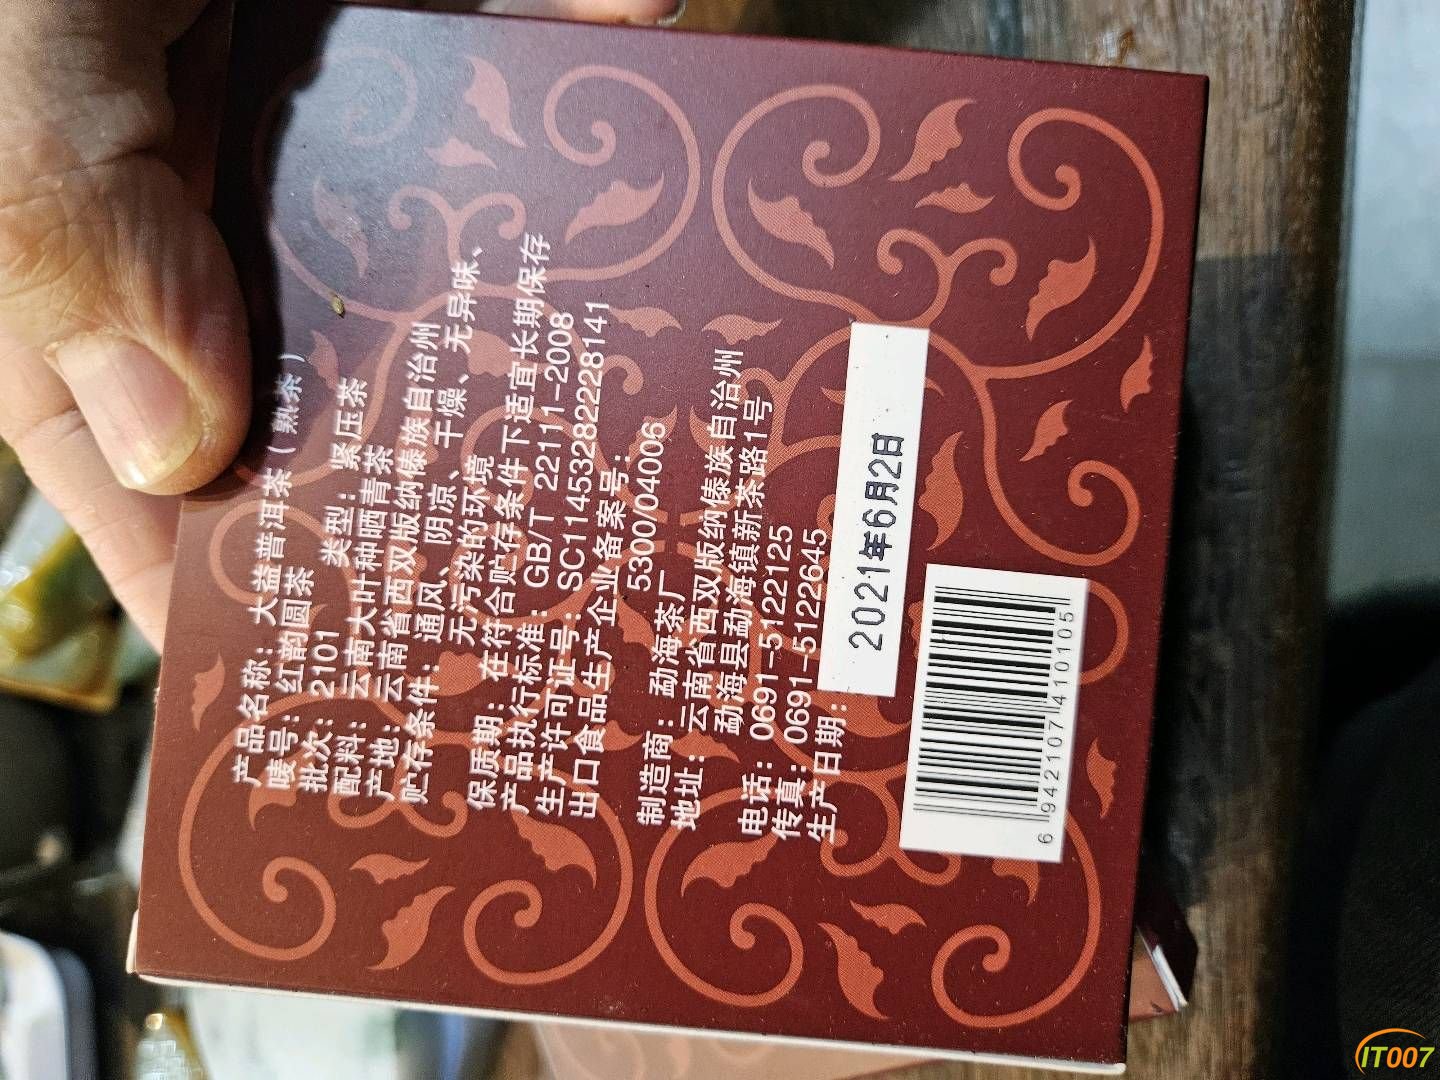 产品名称：大益普洱茶（熟茶）
唛号：红韵圆茶
批次：2101 类型：紧压茶
配料：云南大叶种晒青茶
产地：云南省西双版纳傣族自治州
贮存条件：通风、阴凉、干燥、无异味、
无污染的环境
保质期：在符合贮存条件下适宜长期保存
产品执行标准：GB/T 22111-2008
生产许可证号：SC11453282228141
出口食品生产企业备案号：
5300/04006
制造商：勐海茶厂
地址：云南省西双版纳傣族自治州
勐海县勐海镇新茶路1号
电话：0691-5122125
传真：0691-5122645
生产日期：2021年6月2日
6 942107 410105
IT007